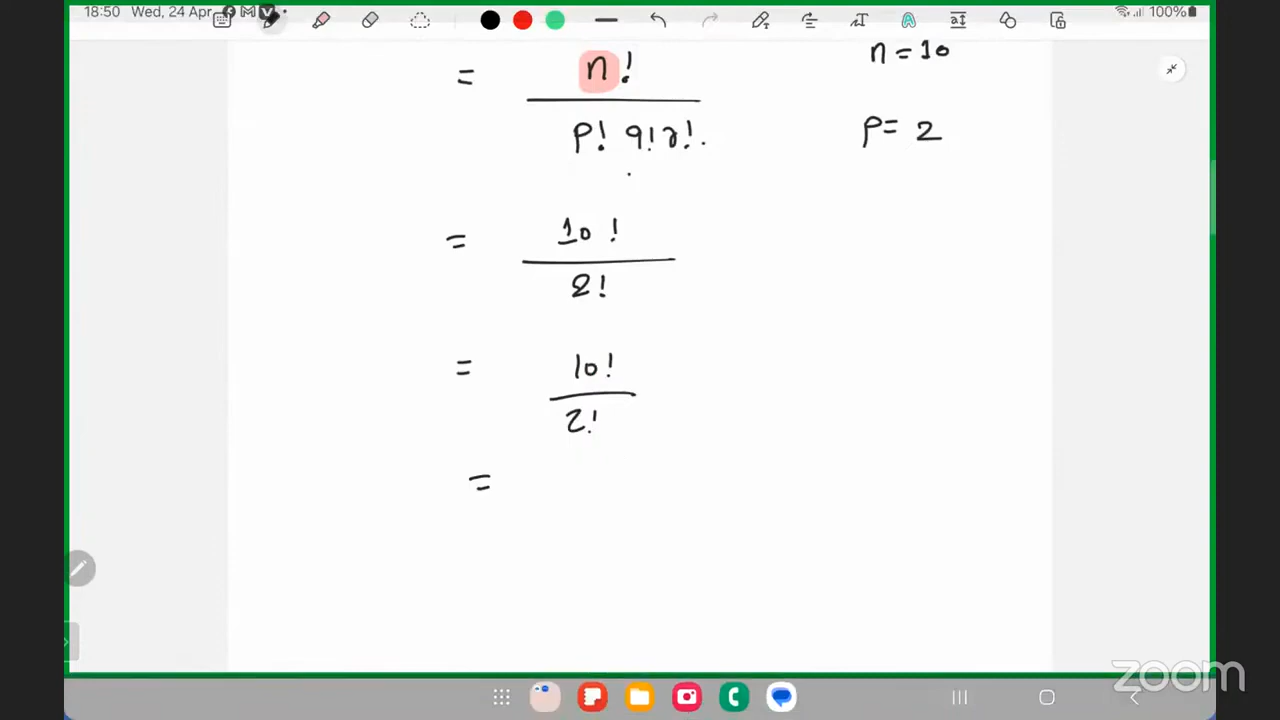 18:50 Wed, 24 Apr
100%
= n! / p! q! r!
n = 10
p = 2
= 10! / 2!
= 10! / 2!
=
zoom